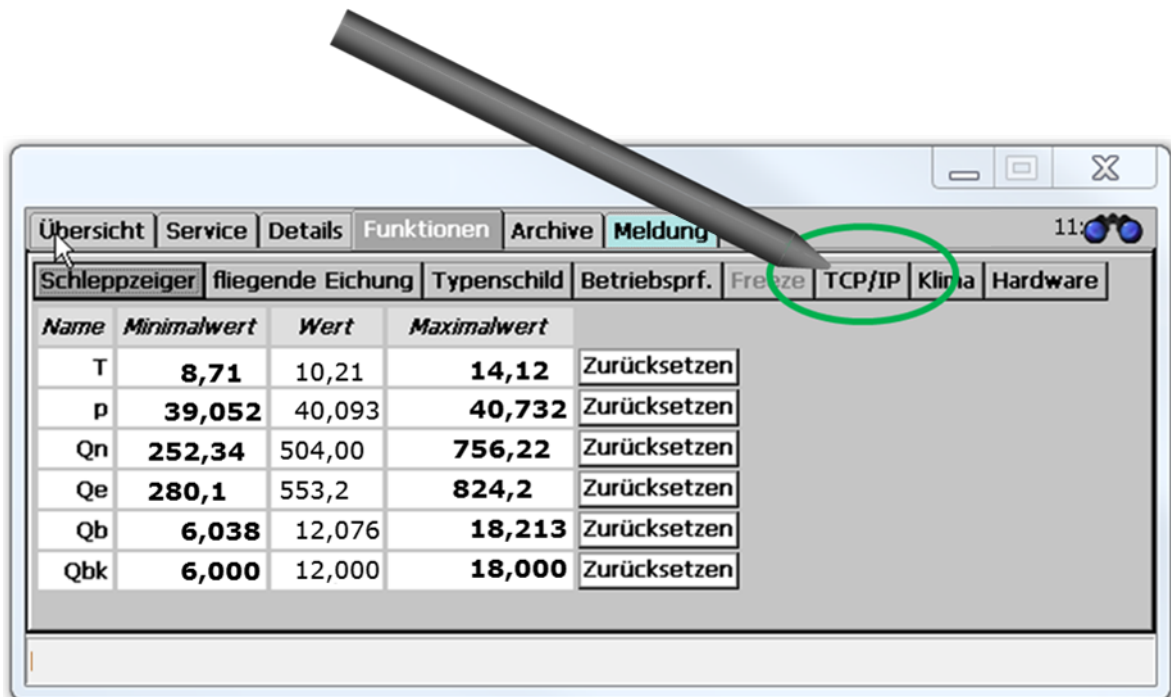 Übersicht Service Details Funktionen Archive Meldung 11:
Schleppzeiger fliegende Eichung Typenschild Betriebsprf. Freeze TCP/IP Klima Hardware
Name Minimalwert Wert Maximalwert
T 8,71 10,21 14,12 Zurücksetzen
p 39,052 40,093 40,732 Zurücksetzen
Qn 252,34 504,00 756,22 Zurücksetzen
Qe 280,1 553,2 824,2 Zurücksetzen
Qb 6,038 12,076 18,213 Zurücksetzen
Qbk 6,000 12,000 18,000 Zurücksetzen